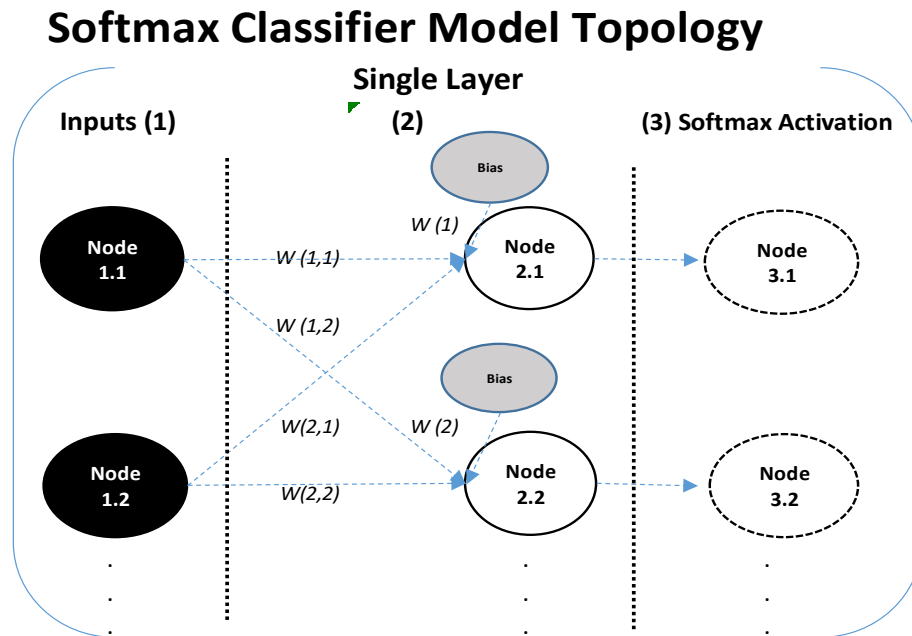 Softmax Classifier Model Topology
Single Layer
Inputs (1)
(2)
(3) Softmax Activation
Bias
W (1)
Node
1.1
W (1,1)
Node
2.1
Node
3.1
W (1,2)
Bias
W(2,1)
W (2)
Node
1.2
W(2,2)
Node
2.2
Node
3.2
. . .
. . .
. . .